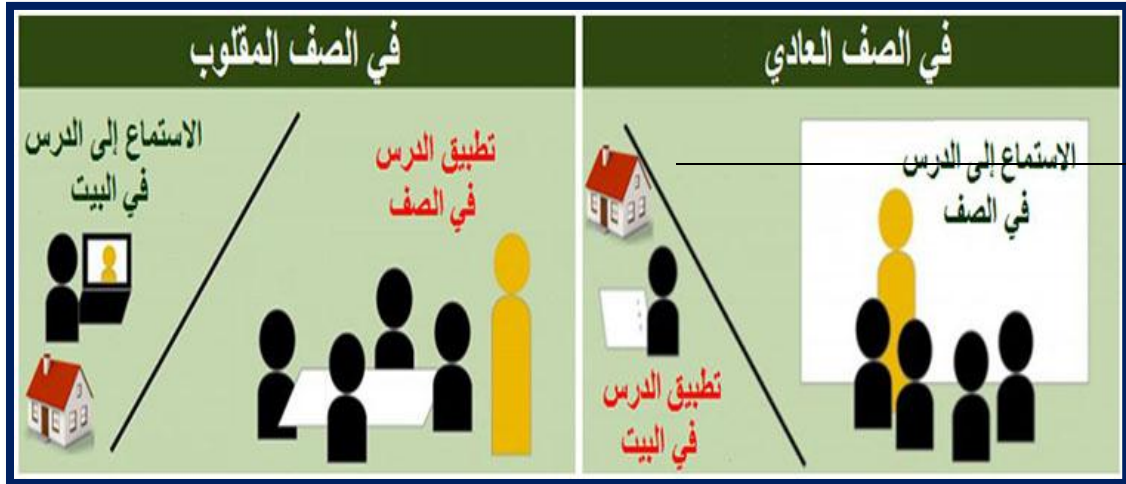 في الصف العادي
الاستماع إلى الدرس
في الصف
تطبيق الدرس
في البيت
في الصف المقلوب
تطبيق الدرس
في الصف
الاستماع إلى الدرس
في البيت